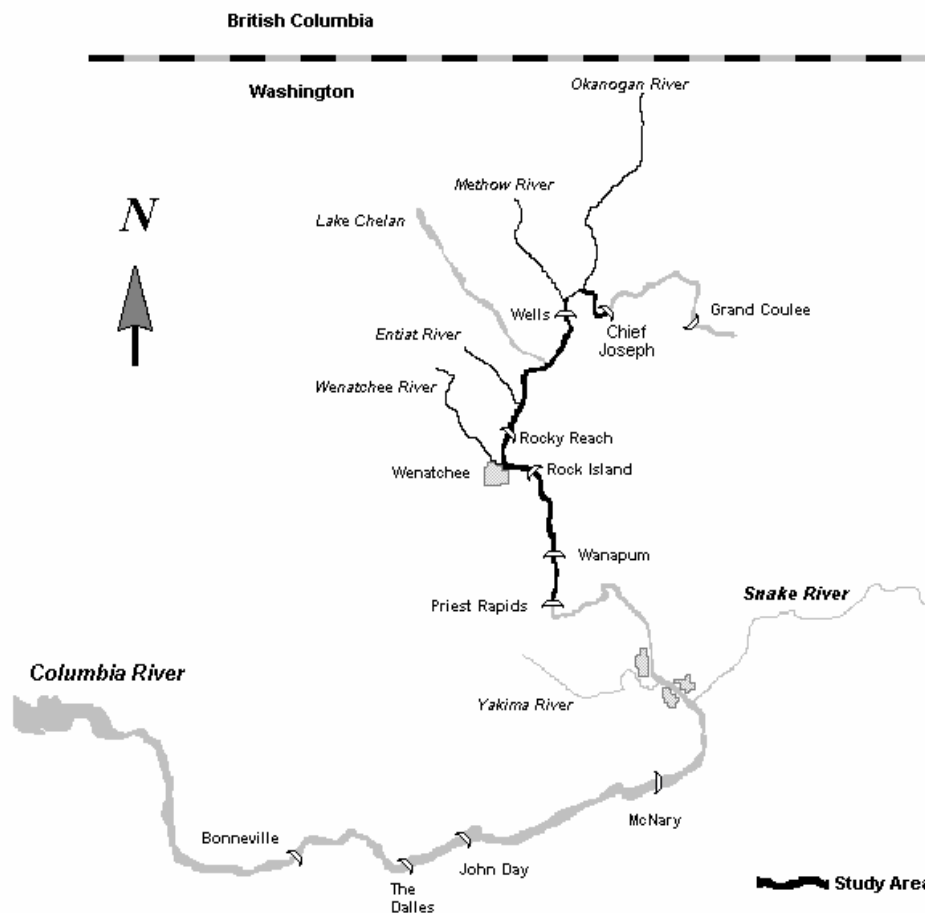 British Columbia
Washington
Okanogan River
Methow River
N
Lake Chelan
Wells
Grand Coulee
Chief
Joseph
Entiat River
Wenatchee River
Rocky Reach
Wenatchee
Rock Island
Wanapum
Priest Rapids
Snake River
Columbia River
Yakima River
McNary
Bonneville
John Day
The
Dalles
Study Area